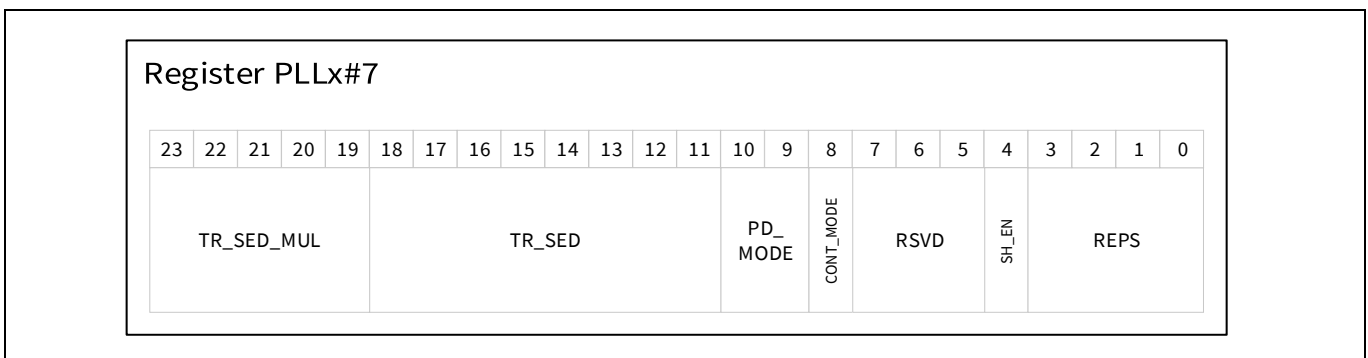 Register PLLx#7
23 22 21 20 19 18 17 16 15 14 13 12 11 10 9 8 7 6 5 4 3 2 1 0
TR_SED_MUL
TR_SED
PD_
MODE
CONT_MODE
RSVD
SH_EN
REPS